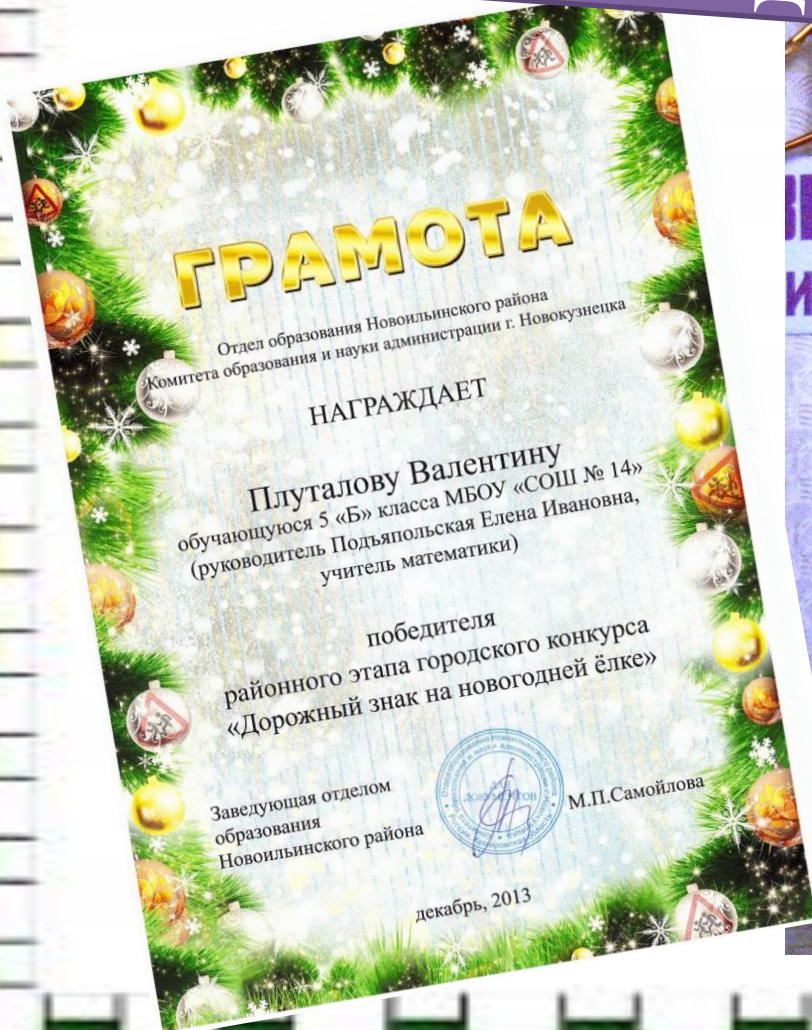 ГРАМОТА
Отдел образования Новоильинского района
Комитета образования и науки администрации г. Новокузнецка
НАГРАЖДАЕТ
Плуталову Валентину
обучающуюся 5 «Б» класса МБОУ «СОШ № 14»
(руководитель Подъяпольская Елена Ивановна,
учитель математики)
победителя
районного этапа городского конкурса
«Дорожный знак на новогодней ёлке»
Заведующая отделом
образования
Новоильинского района
ДЛЯ
ДОКУМЕНТОВ
М.П.Самойлова
декабрь, 2013